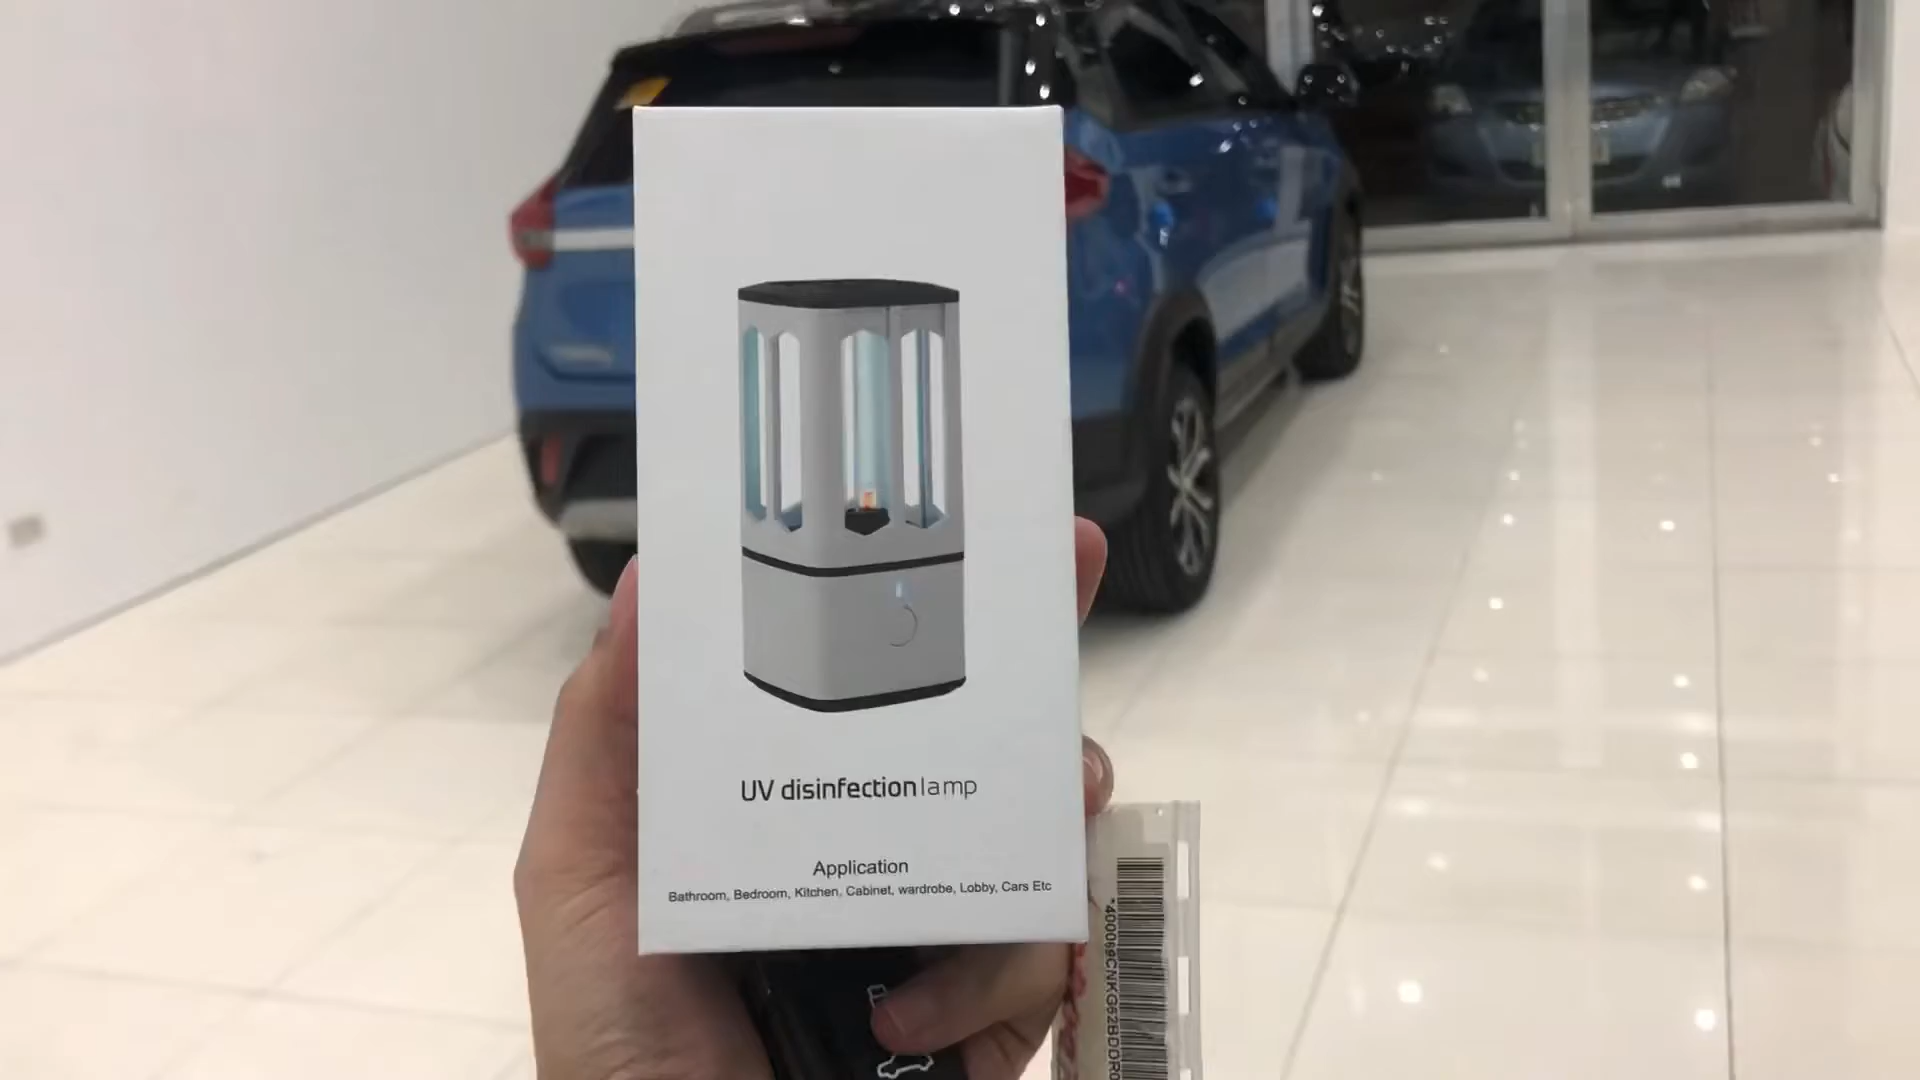 UV disinfection lamp
Application
Bathroom, Bedroom, Kitchen, Cabinet, wardrobe, Lobby, Cars Etc